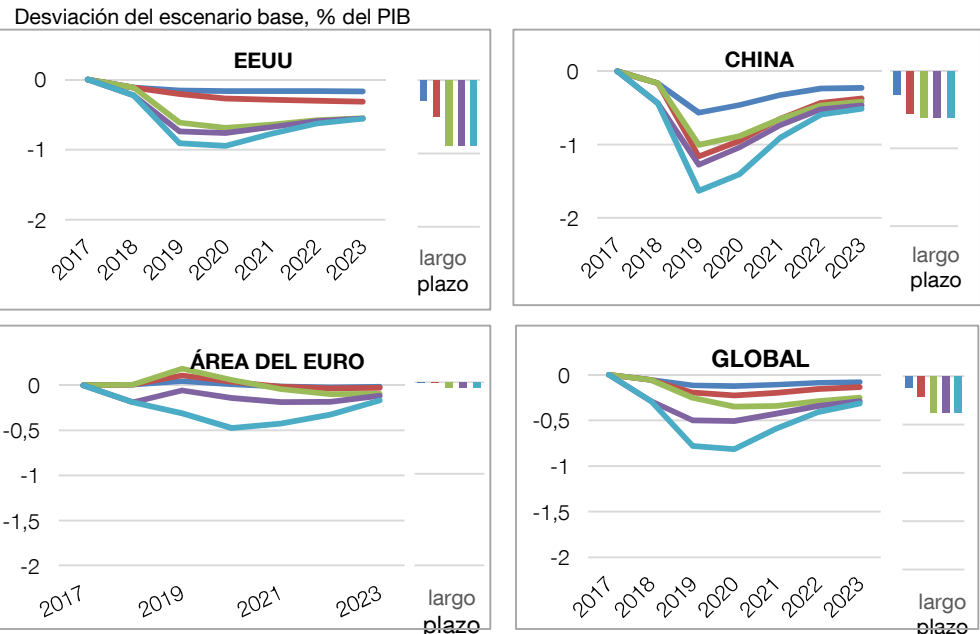 Desviación del escenario base, % del PIB
EEUU
0
-1
-2
2017 2018 2019 2020 2021 2022 2023
largo
plazo
CHINA
0
-1
-2
2017 2018 2019 2020 2021 2022 2023
largo
plazo
ÁREA DEL EURO
0
-0,5
-1
-1,5
-2
2017 2019 2021 2023
largo
plazo
GLOBAL
0
-0,5
-1
-1,5
-2
2017 2018 2019 2020 2021 2022 2023
largo
plazo